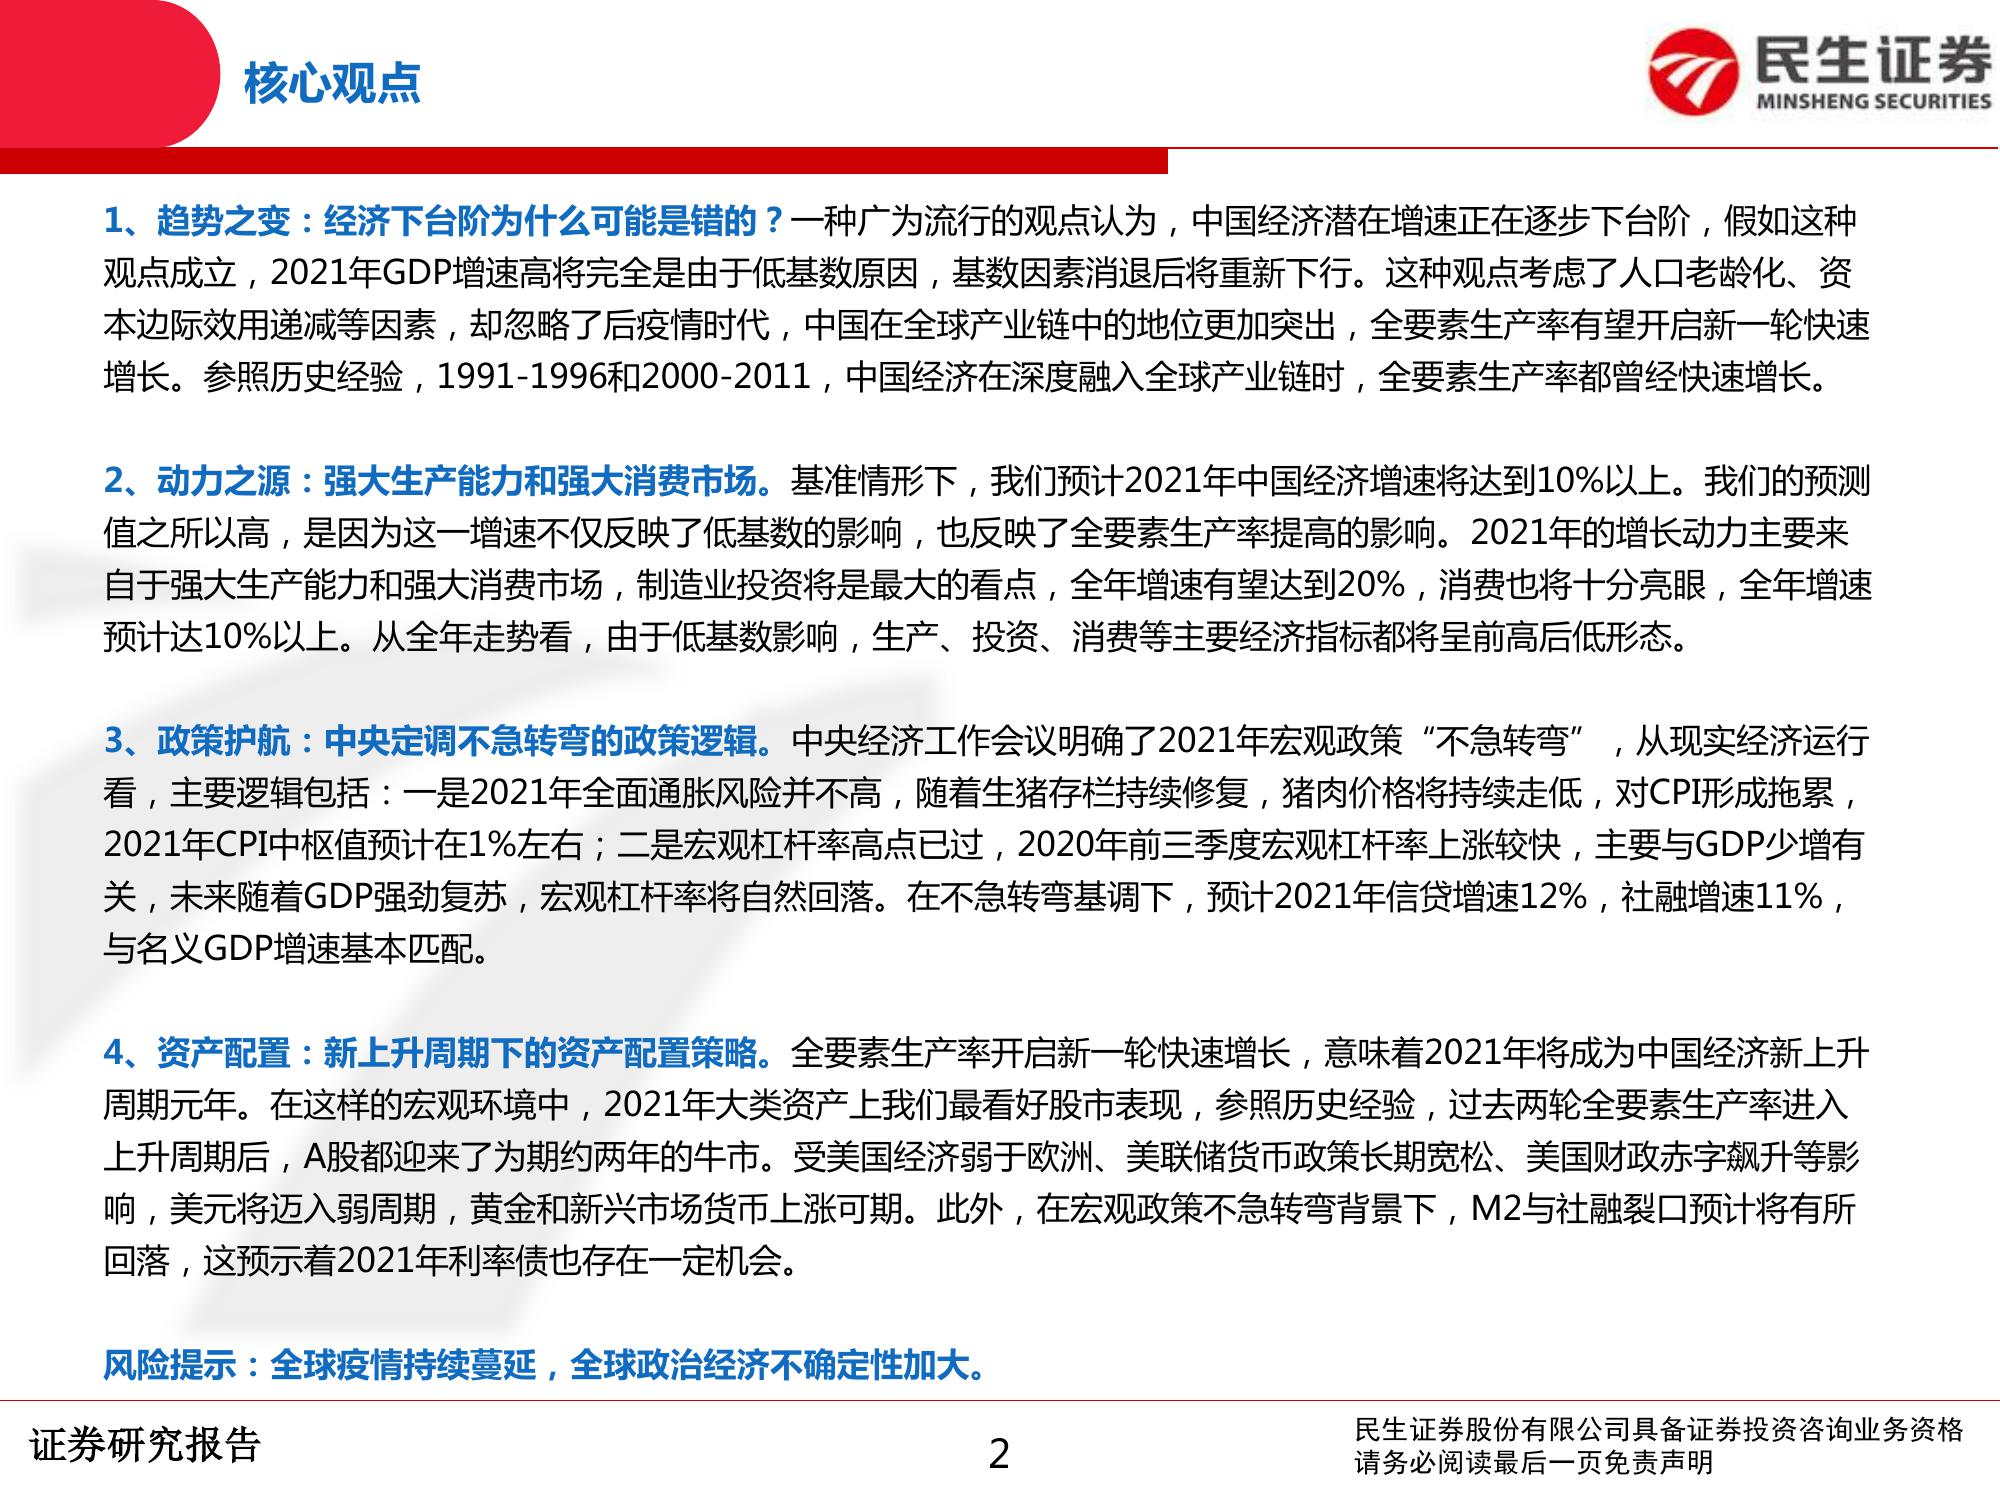 核心观点
民生证券
MINSHENG SECURITIES
1、趋势之变：经济下台阶为什么可能是错的？一种广为流行的观点认为，中国经济潜在增速正在逐步下台阶，假如这种
观点成立，2021年GDP增速高将完全是由于低基数原因，基数因素消退后将重新下行。这种观点考虑了人口老龄化、资
本边际效用递减等因素，却忽略了后疫情时代，中国在全球产业链中的地位更加突出，全要素生产率有望开启新一轮快速
增长。参照历史经验，1991-1996和2000-2011，中国经济在深度融入全球产业链时，全要素生产率都曾经快速增长。
2、动力之源：强大生产能力和强大消费市场。基准情形下，我们预计2021年中国经济增速将达到10%以上。我们的预测
值之所以高，是因为这一增速不仅反映了低基数的影响，也反映了全要素生产率提高的影响。2021年的增长动力主要来
自于强大生产能力和强大消费市场，制造业投资将是最大的看点，全年增速有望达到20%，消费也将十分亮眼，全年增速
预计达10%以上。从全年走势看，由于低基数影响，生产、投资、消费等主要经济指标都将呈前高后低形态。
3、政策护航：中央定调不急转弯的政策逻辑。中央经济工作会议明确了2021年宏观政策“不急转弯”，从现实经济运行
看，主要逻辑包括：一是2021年全面通胀风险并不高，随着生猪存栏持续修复，猪肉价格将持续走低，对CPI形成拖累，
2021年CPI中枢值预计在1%左右；二是宏观杠杆率高点已过，2020年前三季度宏观杠杆率上涨较快，主要与GDP少增有
关，未来随着GDP强劲复苏，宏观杠杆率将自然回落。在不急转弯基调下，预计2021年信贷增速12%，社融增速11%，
与名义GDP增速基本匹配。
4、资产配置：新上升周期下的资产配置策略。全要素生产率开启新一轮快速增长，意味着2021年将成为中国经济新上升
周期元年。在这样的宏观环境中，2021年大类资产上我们最看好股市表现，参照历史经验，过去两轮全要素生产率进入
上升周期后，A股都迎来了为期约两年的牛市。受美国经济弱于欧洲、美联储货币政策长期宽松、美国财政赤字飙升等影
响，美元将迈入弱周期，黄金和新兴市场货币上涨可期。此外，在宏观政策不急转弯背景下，M2与社融裂口预计将有所
回落，这预示着2021年利率债也存在一定机会。
风险提示：全球疫情持续蔓延，全球政治经济不确定性加大。
证券研究报告
2
民生证券股份有限公司具备证券投资咨询业务资格
请务必阅读最后一页免责声明